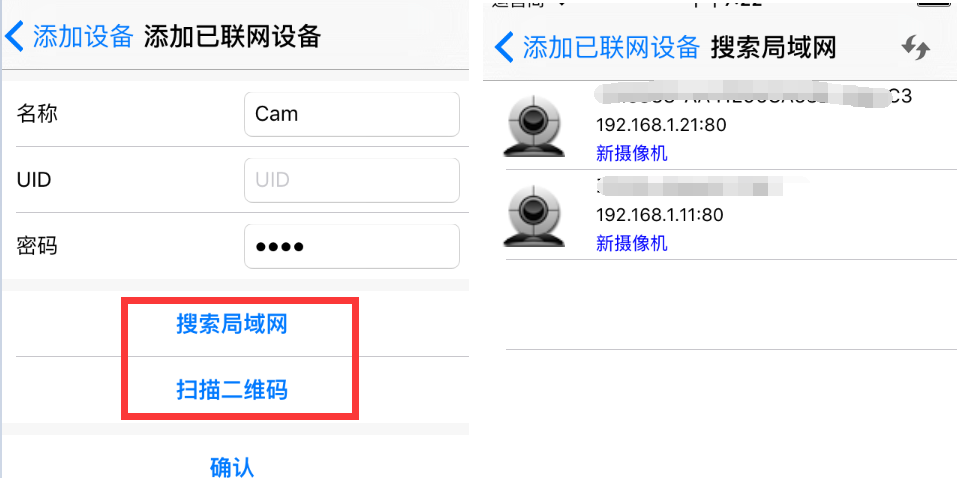 添加设备 添加已联网设备
名称 Cam
UID UID
密码 ●●●●
搜索局域网
扫描二维码
确认
添加已联网设备 搜索局域网
C3
192.168.1.21:80
新摄像机
192.168.1.11:80
新摄像机